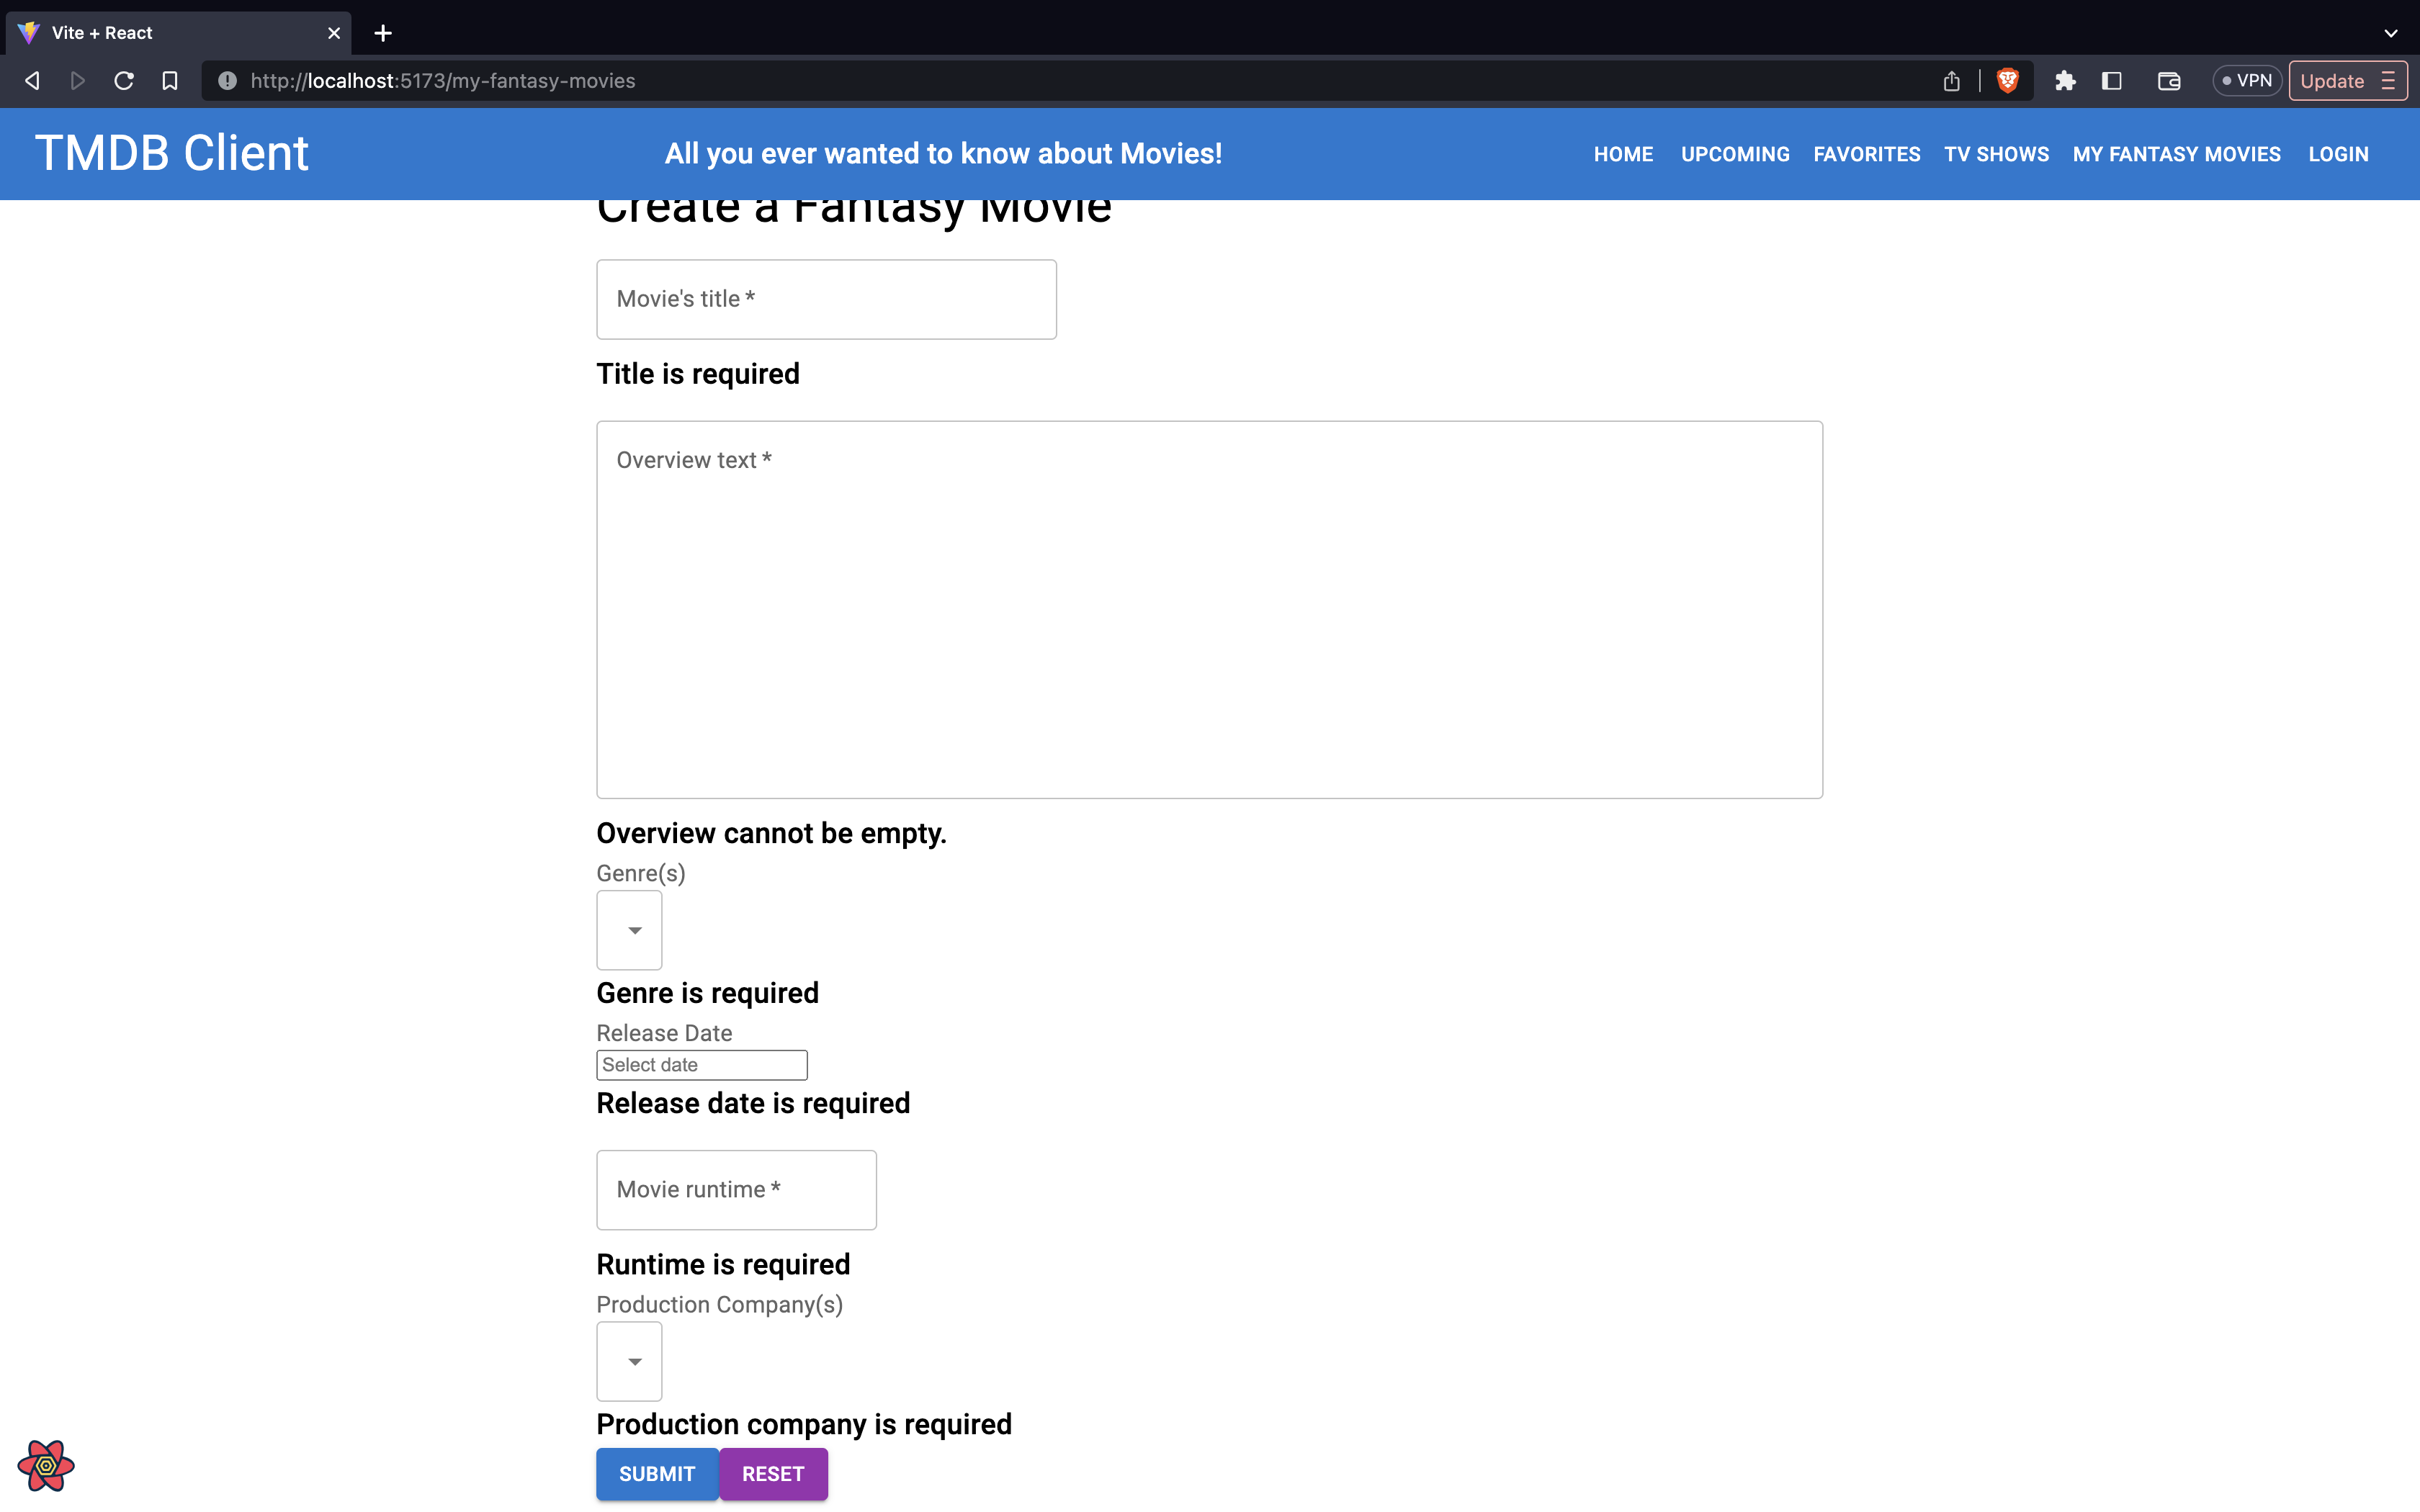 Vite + React
http://localhost:5173/my-fantasy-movies
VPN
Update
TMDB Client
All you ever wanted to know about Movies!
HOME UPCOMING FAVORITES TV SHOWS MY FANTASY MOVIES LOGIN
Create a Fantasy Movie
Movie's title *
Title is required
Overview text *
Overview cannot be empty.
Genre(s)
Genre is required
Release Date
Select date
Release date is required
Movie runtime *
Runtime is required
Production Company(s)
Production company is required
SUBMIT RESET